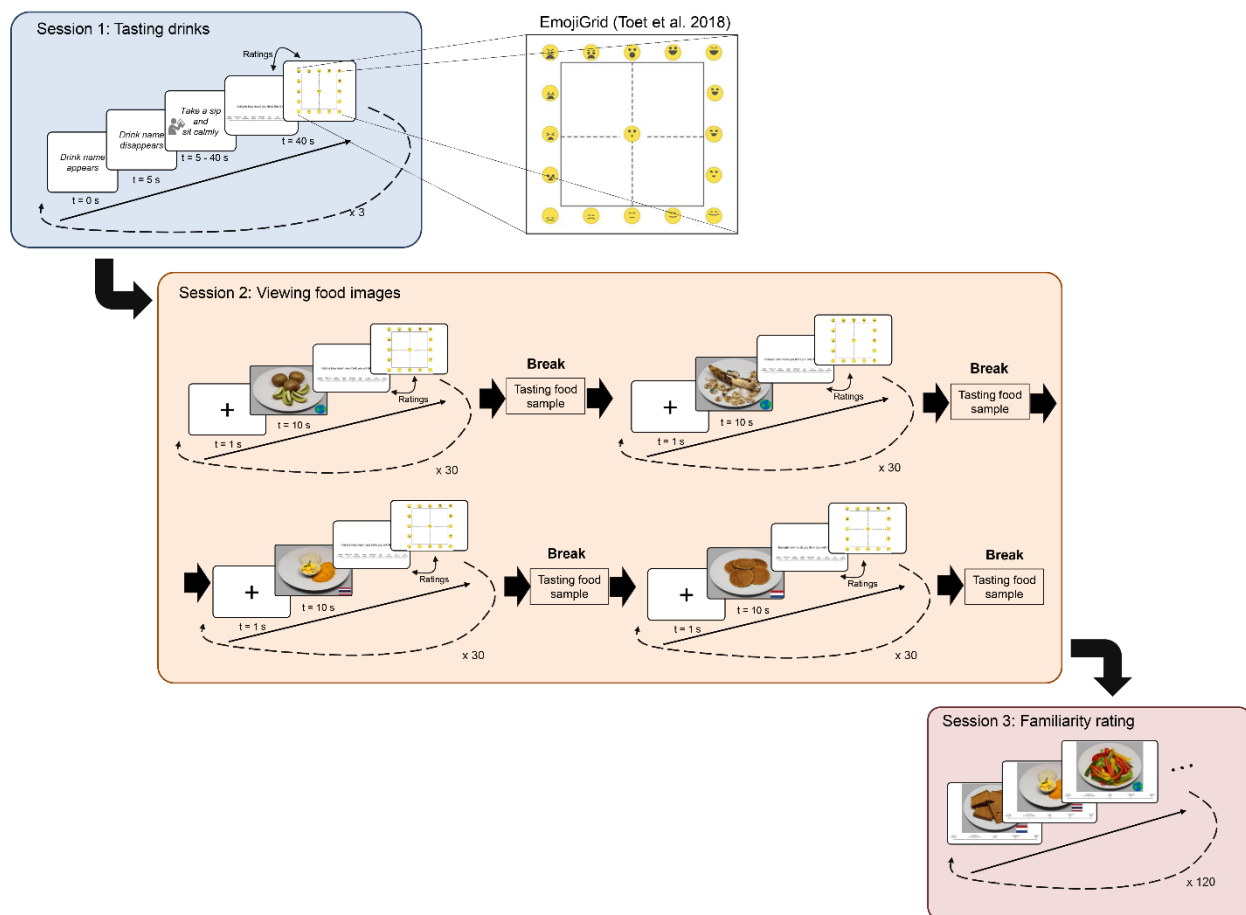 Session 1: Tasting drinks
EmojiGrid (Toet et al. 2018)
Ratings
Drink name
appears
t = 0s
Drink name
disappears
t = 5 s
Take a sip
and
sit calmly
t = 5 - 40 s
t = 40 s
x 3
Session 2: Viewing food images
+
t = 1 s
t = 10 s
Ratings
x 30
Break
Tasting food
sample
+
t = 1 s
t = 10 s
Ratings
x 30
Break
Tasting food
sample
+
t = 1 s
t = 10 s
Ratings
x 30
Break
Tasting food
sample
+
t = 1 s
t = 10 s
Ratings
x 30
Break
Tasting food
sample
Session 3: Familiarity rating
...
x 120